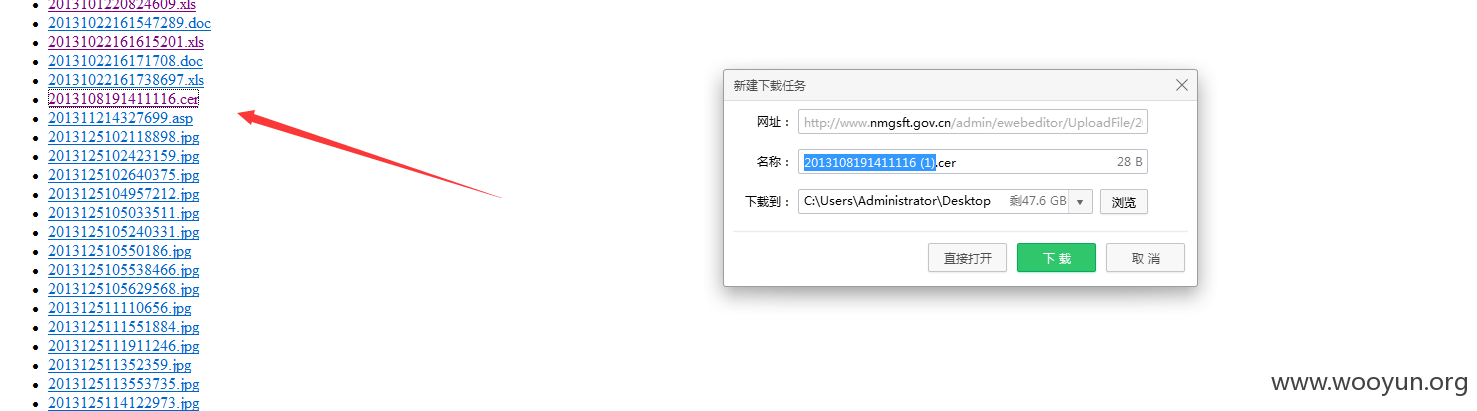 2013101220824609.xls
20131022161547289.doc
20131022161615201.xls
2013102216171708.doc
20131022161738697.xls
2013108191411116.cer
201311214327699.asp
2013125102118898.jpg
2013125102423159.jpg
2013125102640375.jpg
2013125104957212.jpg
2013125105033511.jpg
2013125105240331.jpg
201312510550186.jpg
2013125105538466.jpg
2013125105629568.jpg
201312511110656.jpg
2013125111551884.jpg
2013125111911246.jpg
201312511352359.jpg
2013125113553735.jpg
2013125114122973.jpg
新建下载任务
网址： http://www.nmgsft.gov.cn/admin/ewebeditor/UploadFile/20
名称： 2013108191411116 (1).cer 28 B
下载到： C:\Users\Administrator\Desktop 剩47.6 GB 浏览
直接打开 下 载 取 消
www.wooyun.org